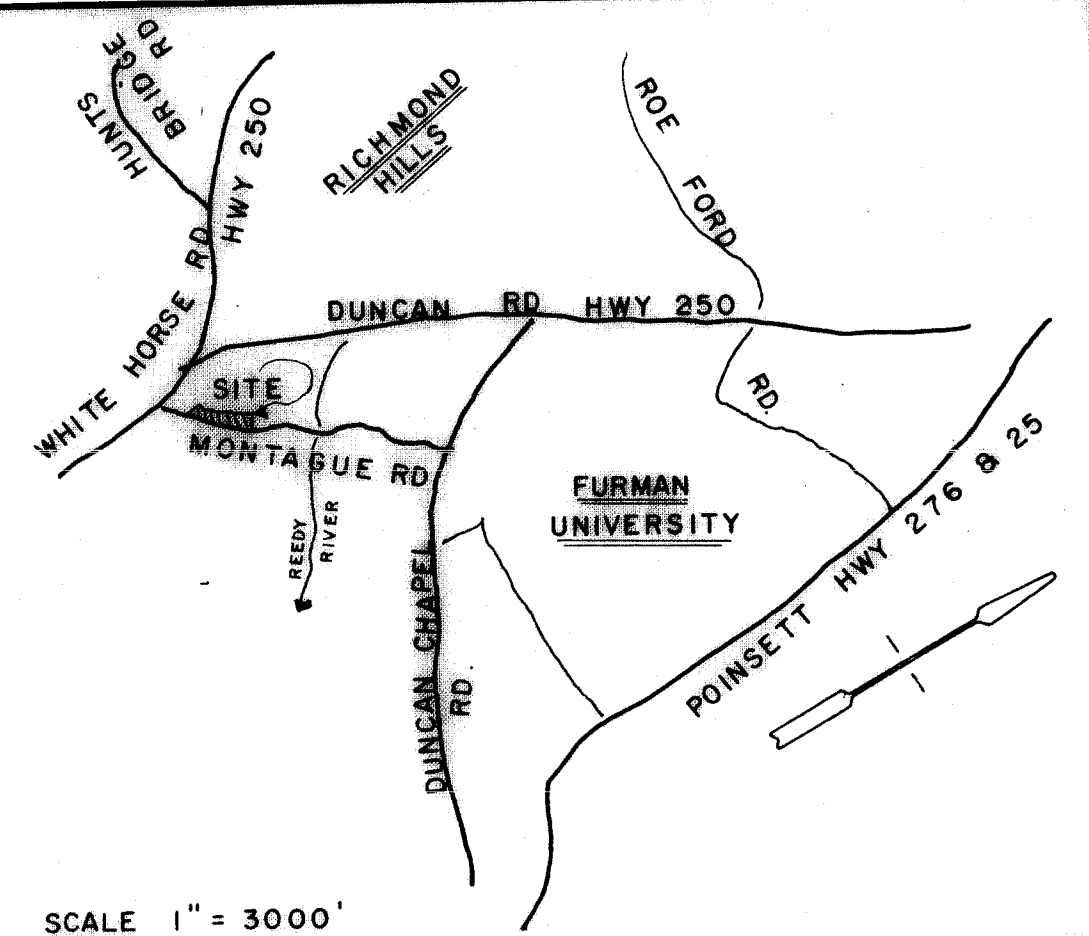 HUNTS
BRIDGE
RD
HWY 250
RICHMOND
HILLS
ROE FORD
RD.
WHITE HORSE RD
DUNCAN RD HWY 250
SITE
MONTAGUE RD
REEDY
RIVER
FURMAN
UNIVERSITY
DUNCAN CHAPEL
RD.
POINSETT HWY 276 & 25
SCALE 1" = 3000'